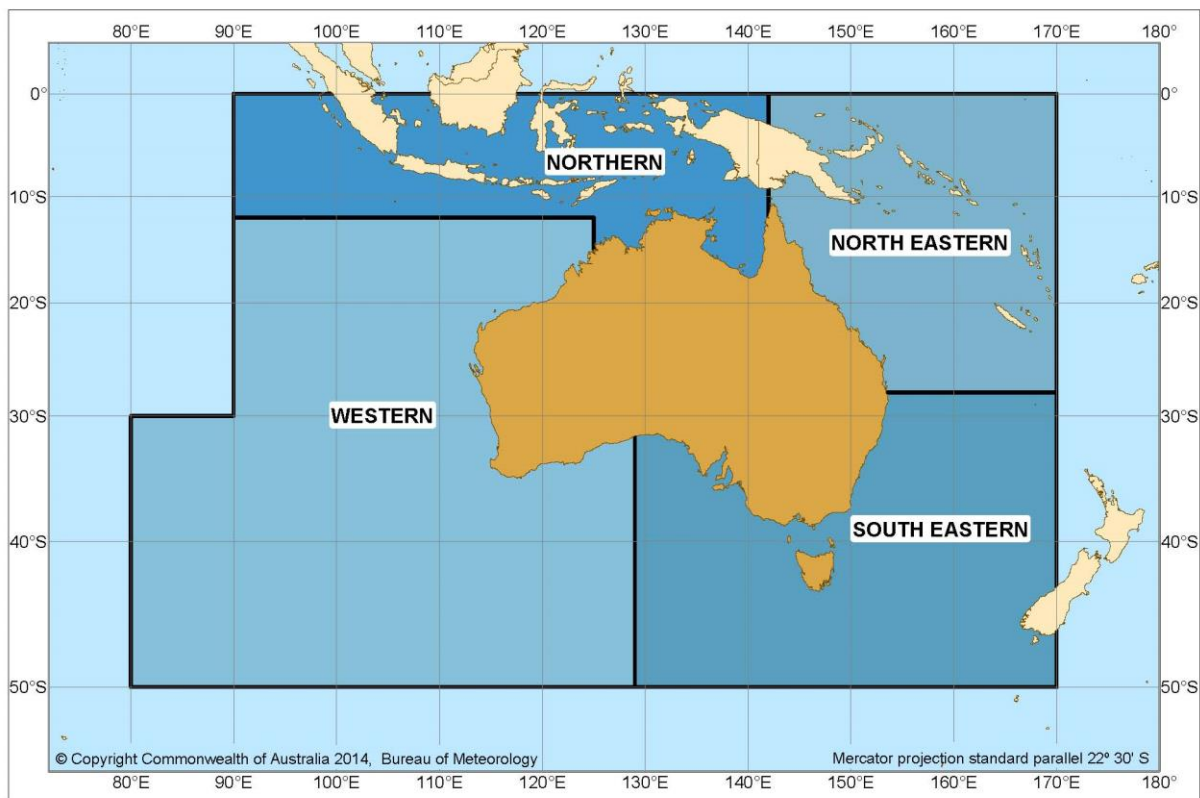 80°E 90°E 100°E 110°E 120°E 130°E 140°E 150°E 160°E 170°E 180°
0° 0°
NORTHERN
10°S 10°S
NORTH EASTERN
20°S 20°S
WESTERN
30°S 30°S
SOUTH EASTERN
40°S 40°S
50°S 50°S
© Copyright Commonwealth of Australia 2014, Bureau of Meteorology
Mercator projection standard parallel 22º 30' S
80°E 90°E 100°E 110°E 120°E 130°E 140°E 150°E 160°E 170°E 180°